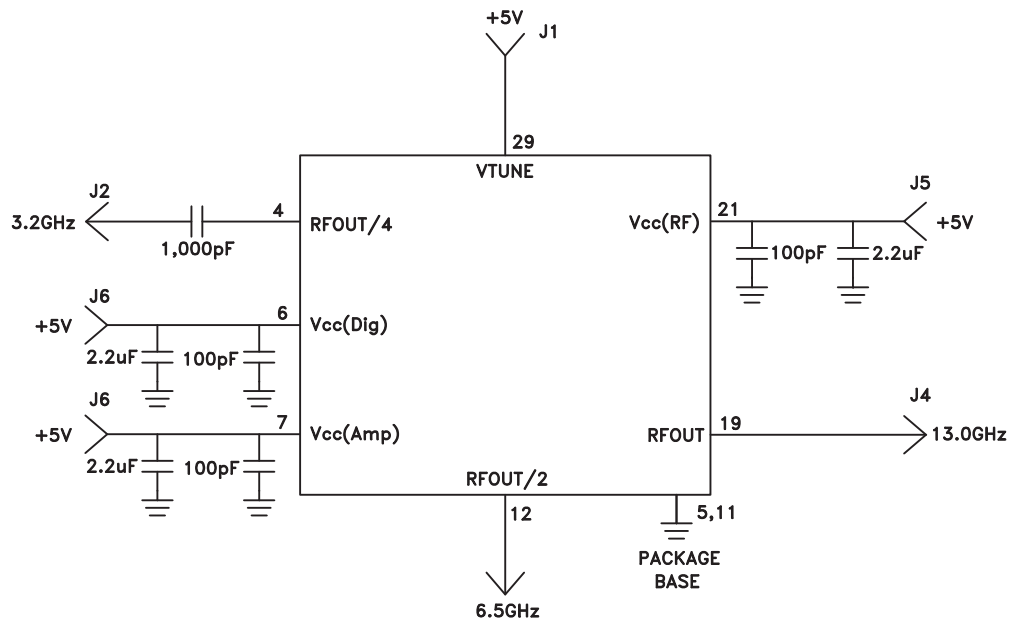 +5V
J1
29
VTUNE
J2
3.2GHz
1,000pF
4
RFOUT/4
J6
+5V
2.2uF
100pF
6
Vcc(Dig)
J6
+5V
2.2uF
100pF
7
Vcc(Amp)
RFOUT/2
12
6.5GHz
Vcc(RF)
21
J5
+5V
100pF
2.2uF
RFOUT
19
J4
13.0GHz
5,11
PACKAGE
BASE